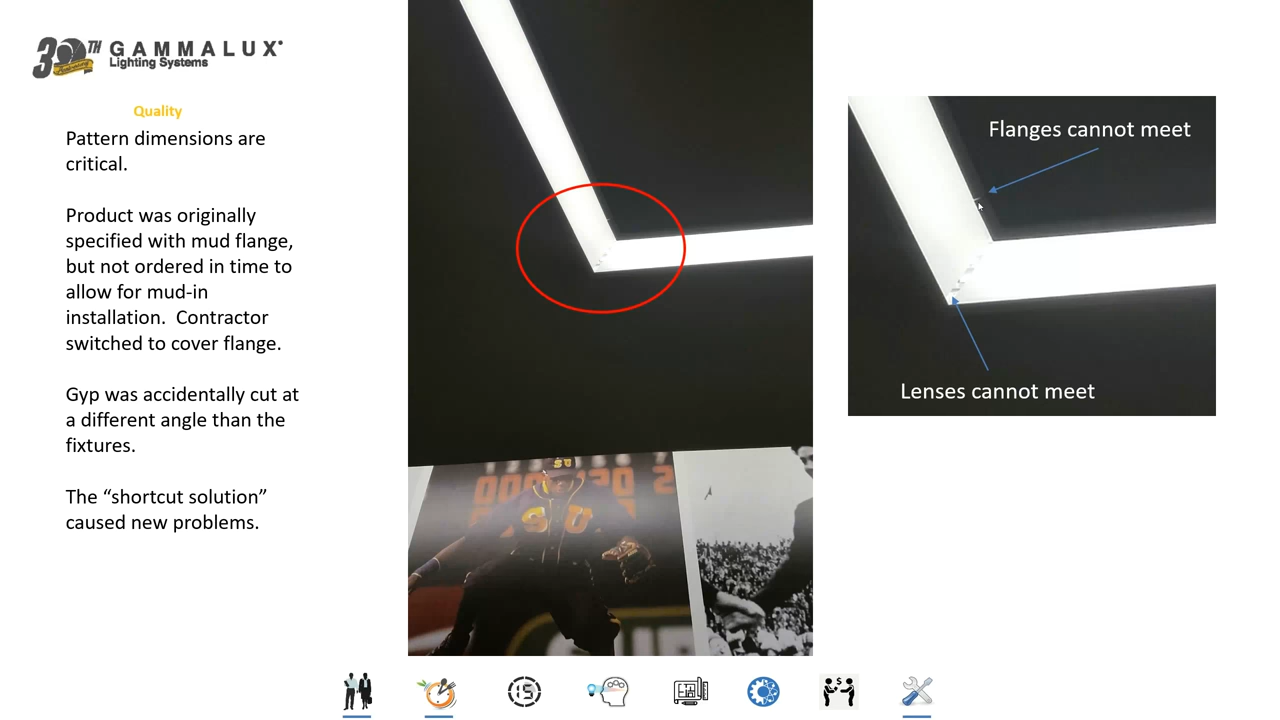 30TH GAMMALUX
Lighting Systems
Quality
Pattern dimensions are
critical.
Product was originally
specified with mud flange,
but not ordered in time to
allow for mud-in
installation.  Contractor
switched to cover flange.
Gyp was accidentally cut at
a different angle than the
fixtures.
The “shortcut solution”
caused new problems.
Flanges cannot meet
Lenses cannot meet
SU
S U
15
$